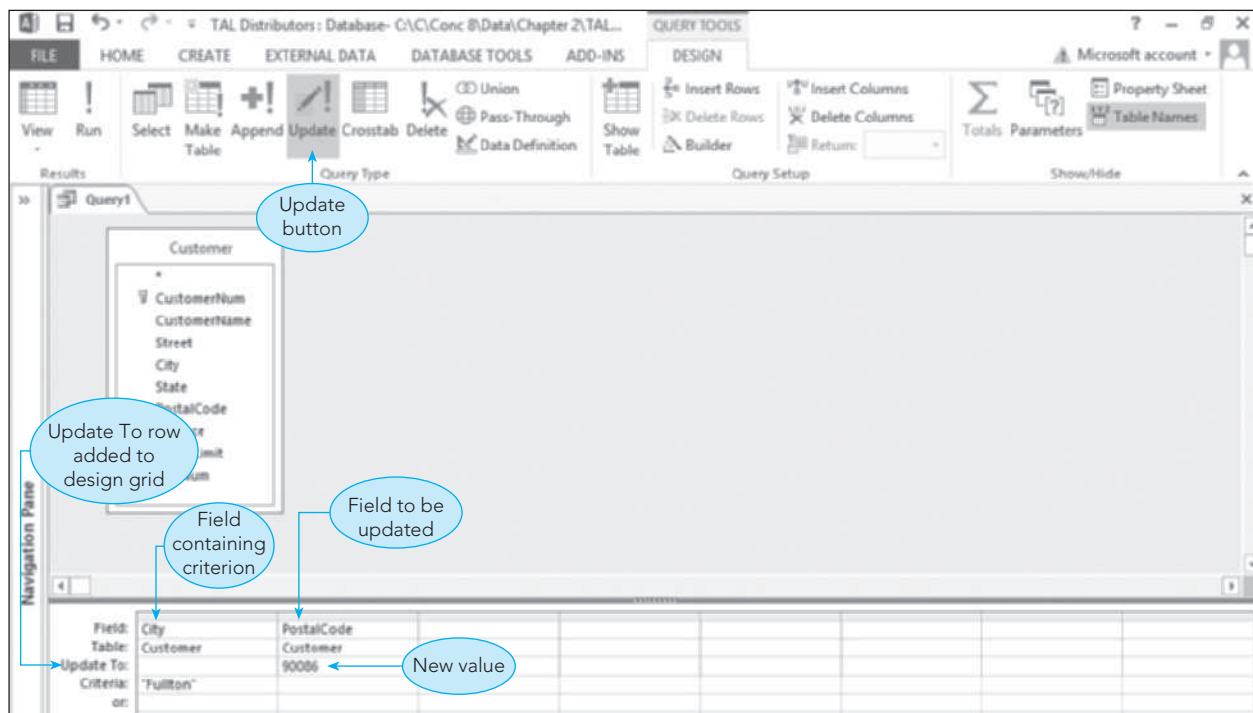 TAL Distributors : Database- C:\C\Conc 8\Data\Chapter 2\TAL...
QUERY TOOLS
?
FILE
HOME
CREATE
EXTERNAL DATA
DATABASE TOOLS
ADD-INS
DESIGN
Microsoft account
View
Run
Select
Make Table
Append
Update
Crosstab
Delete
Union
Pass-Through
Data Definition
Show Table
Insert Rows
Delete Rows
Builder
Insert Columns
Delete Columns
Return:
Totals
Parameters
Property Sheet
Table Names
Results
Query Type
Query Setup
Show/Hide
»
Query1
Update
button
Customer
*
CustomerNum
CustomerName
Street
City
State
PostalCode
Update To row
added to
design grid
Field
containing
criterion
Field to be
updated
Navigation Pane
Field: City PostalCode
Table: Customer Customer
Update To: 90086
New value
Criteria: "Fullton"
or: